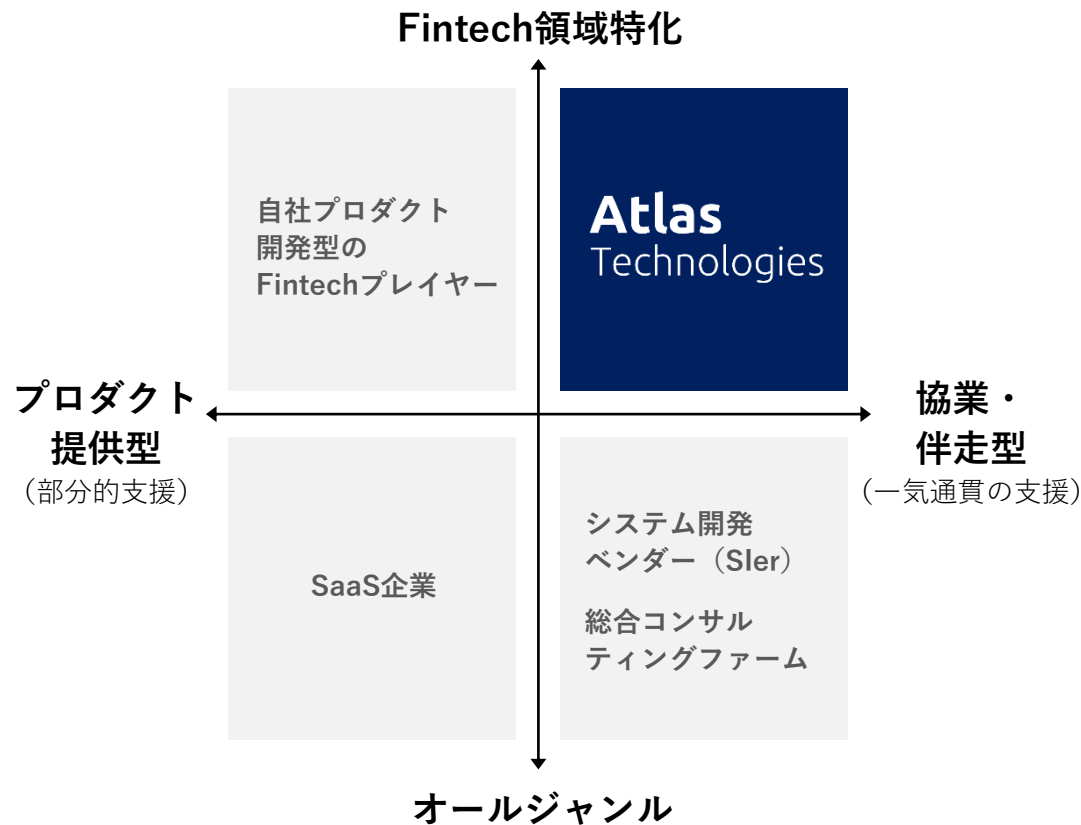 Fintech領域特化
自社プロダクト
開発型の
Fintechプレイヤー
Atlas
Technologies
プロダクト
提供型
（部分的支援）
協業・
伴走型
（一気通貫の支援）
SaaS企業
システム開発
ベンダー（SIer）
総合コンサル
ティングファーム
オールジャンル